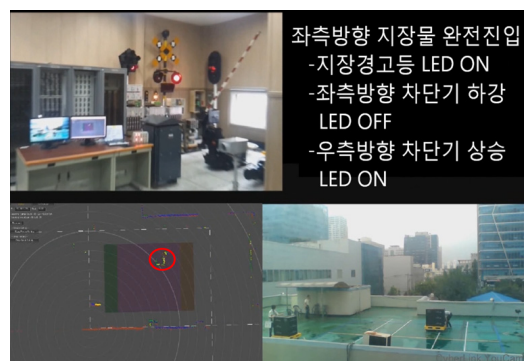 좌측방향 지장물 완전진입
-지장경고등 LED ON
-좌측방향 차단기 하강
LED OFF
-우측방향 차단기 상승
LED ON